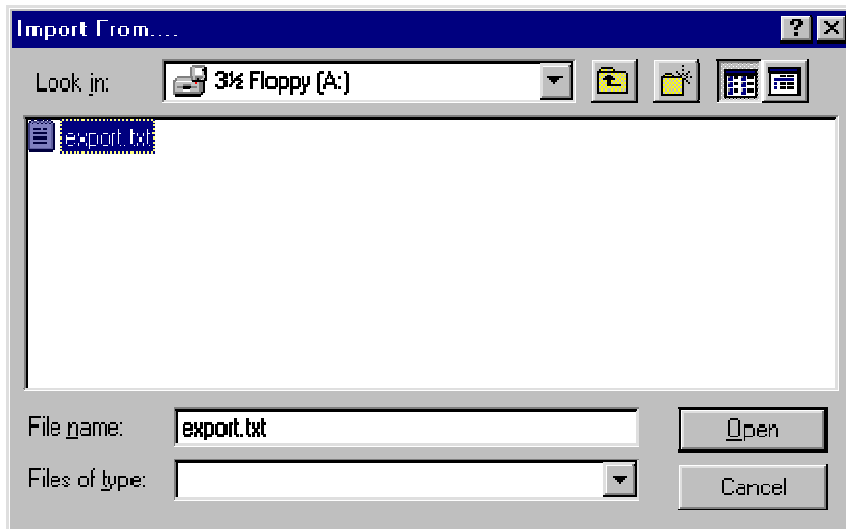 Import From....
Look in: 3½ Floppy (A:)
export.txt
File name: export.txt Open
Files of type: Cancel